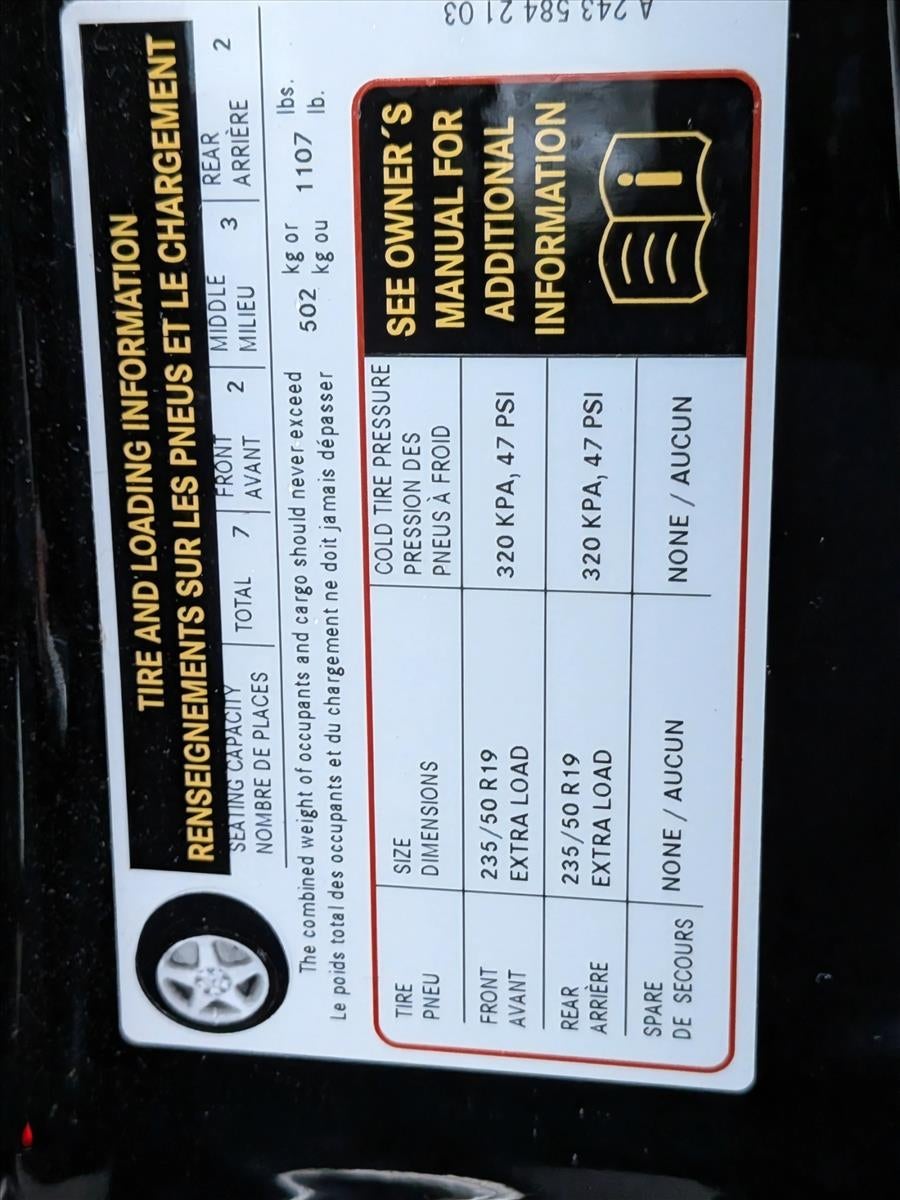 TIRE AND LOADING INFORMATION
RENSEIGNEMENTS SUR LES PNEUS ET LE CHARGEMENT
SEATING CAPACITY TOTAL 7 FRONT 2 MIDDLE 3 REAR 2
NOMBRE DE PLACES AVANT MILIEU ARRIÈRE
The combined weight of occupants and cargo should never exceed 502 kg or 1107 lbs.
Le poids total des occupants et du chargement ne doit jamais dépasser kg ou lb.
TIRE SIZE COLD TIRE PRESSURE
PNEU DIMENSIONS PRESSION DES
PNEUS À FROID
FRONT 235/50 R19 320 KPA, 47 PSI
AVANT EXTRA LOAD
REAR 235/50 R19 320 KPA, 47 PSI
ARRIÈRE EXTRA LOAD
SPARE NONE / AUCUN NONE / AUCUN
DE SECOURS
SEE OWNER´S
MANUAL FOR
ADDITIONAL
INFORMATION
i
A 243 584 21 03